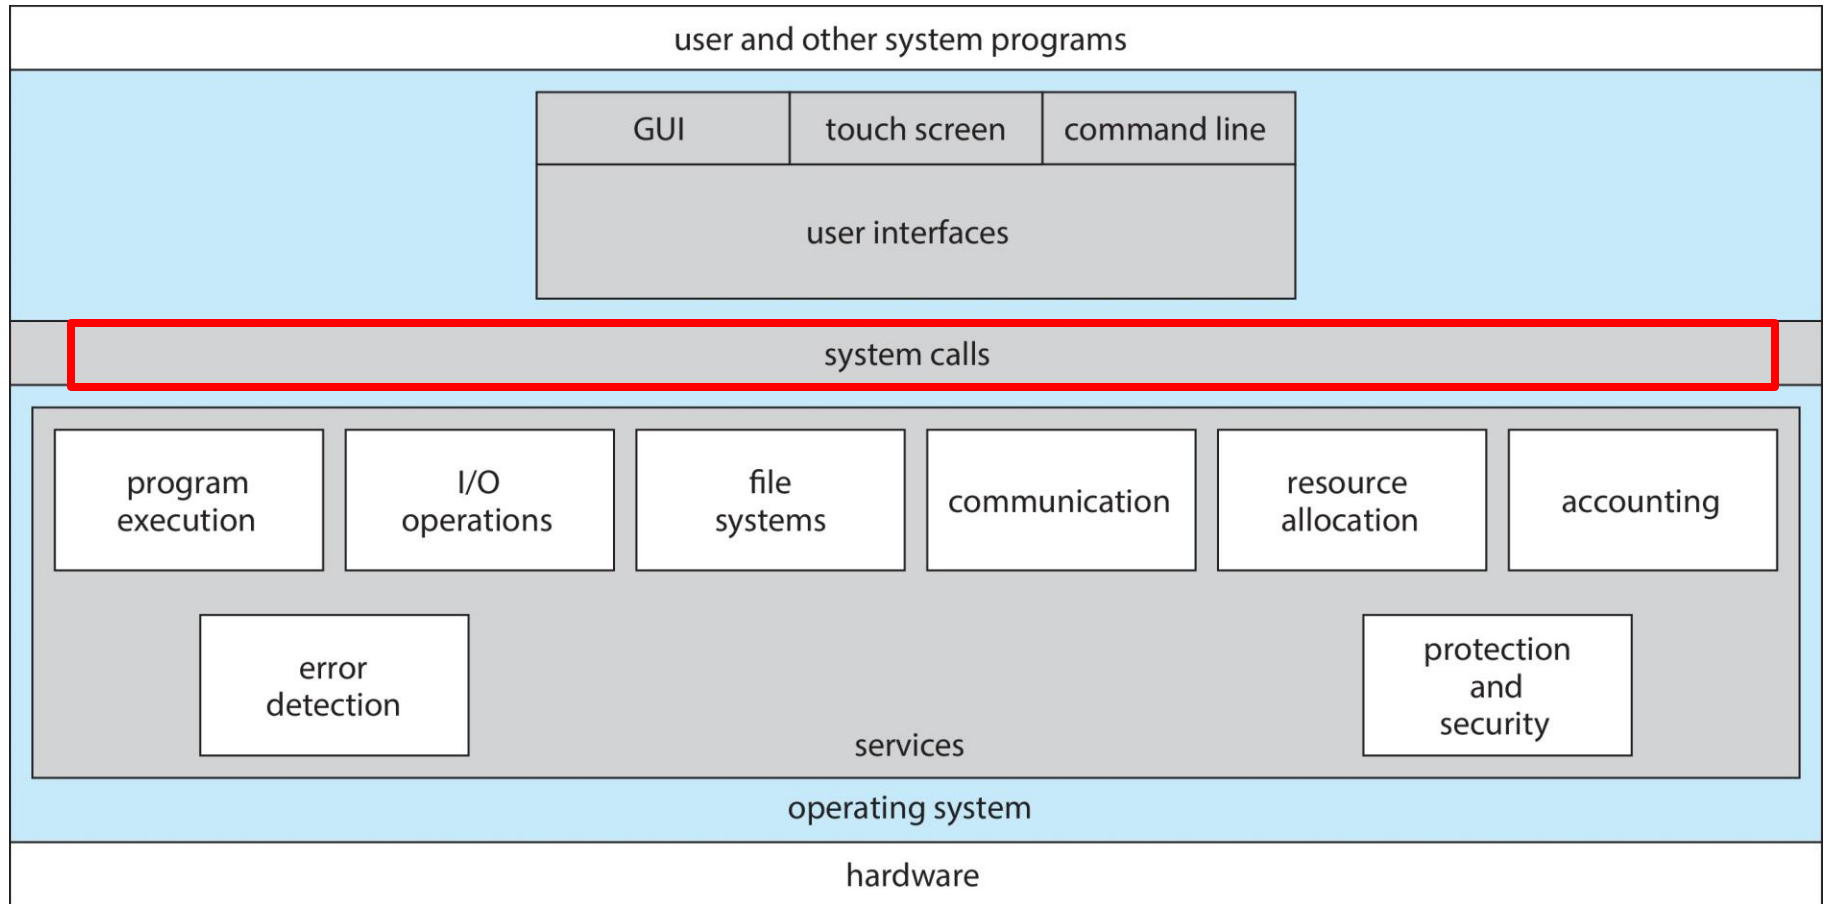 user and other system programs
GUI
touch screen
command line
user interfaces
system calls
program
execution
I/O
operations
file
systems
communication
resource
allocation
accounting
error
detection
protection
and
security
services
operating system
hardware